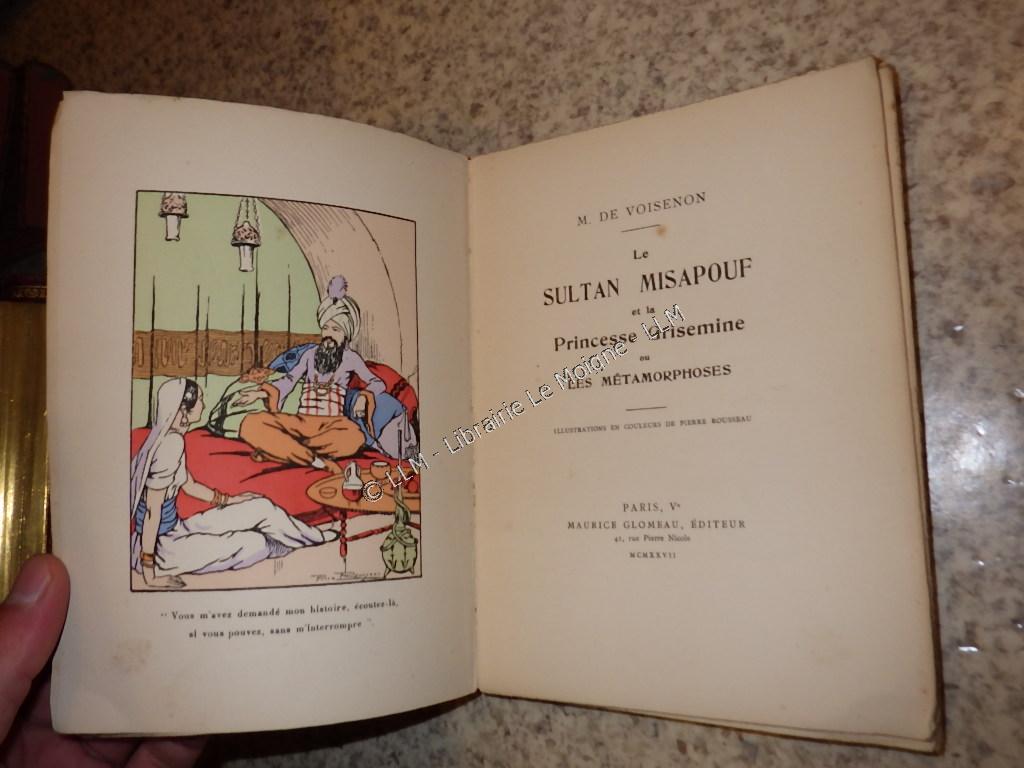 “ Vous m'avez demandé mon histoire, écoutez-là,
si vous pouvez, sans m'interrompre ”.
M. DE VOISENON
Le
SULTAN MISAPOUF
et la
Princesse Grisemine
ou
LES MÉTAMORPHOSES
ILLUSTRATIONS EN COULEURS DE PIERRE ROUSSEAU
PARIS, Ve
MAURICE GLOMEAU, ÉDITEUR
41, rue Pierre Nicole
MCMXXVII
© LLM - Librairie Le Moigne - LLM